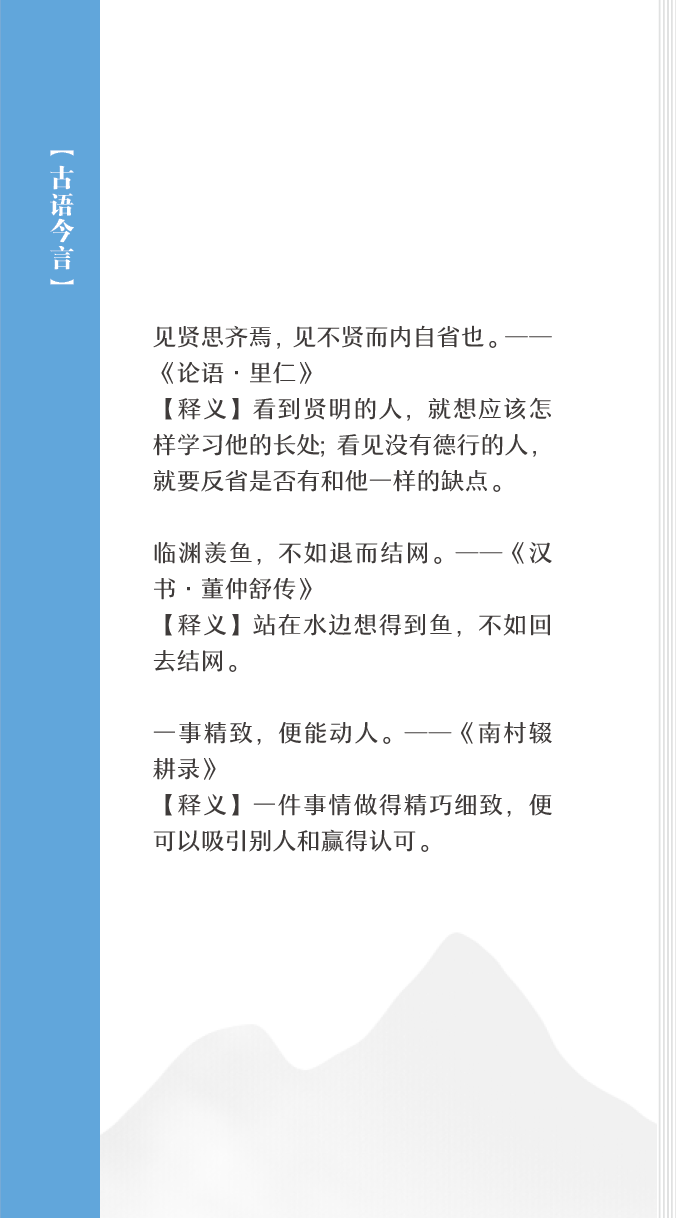 【古语今言】
见贤思齐焉，见不贤而内自省也。——
《论语·里仁》
【释义】看到贤明的人，就想应该怎
样学习他的长处；看见没有德行的人，
就要反省是否有和他一样的缺点。
临渊羡鱼，不如退而结网。——《汉
书·董仲舒传》
【释义】站在水边想得到鱼，不如回
去结网。
一事精致，便能动人。——《南村辍
耕录》
【释义】一件事情做得精巧细致，便
可以吸引别人和赢得认可。